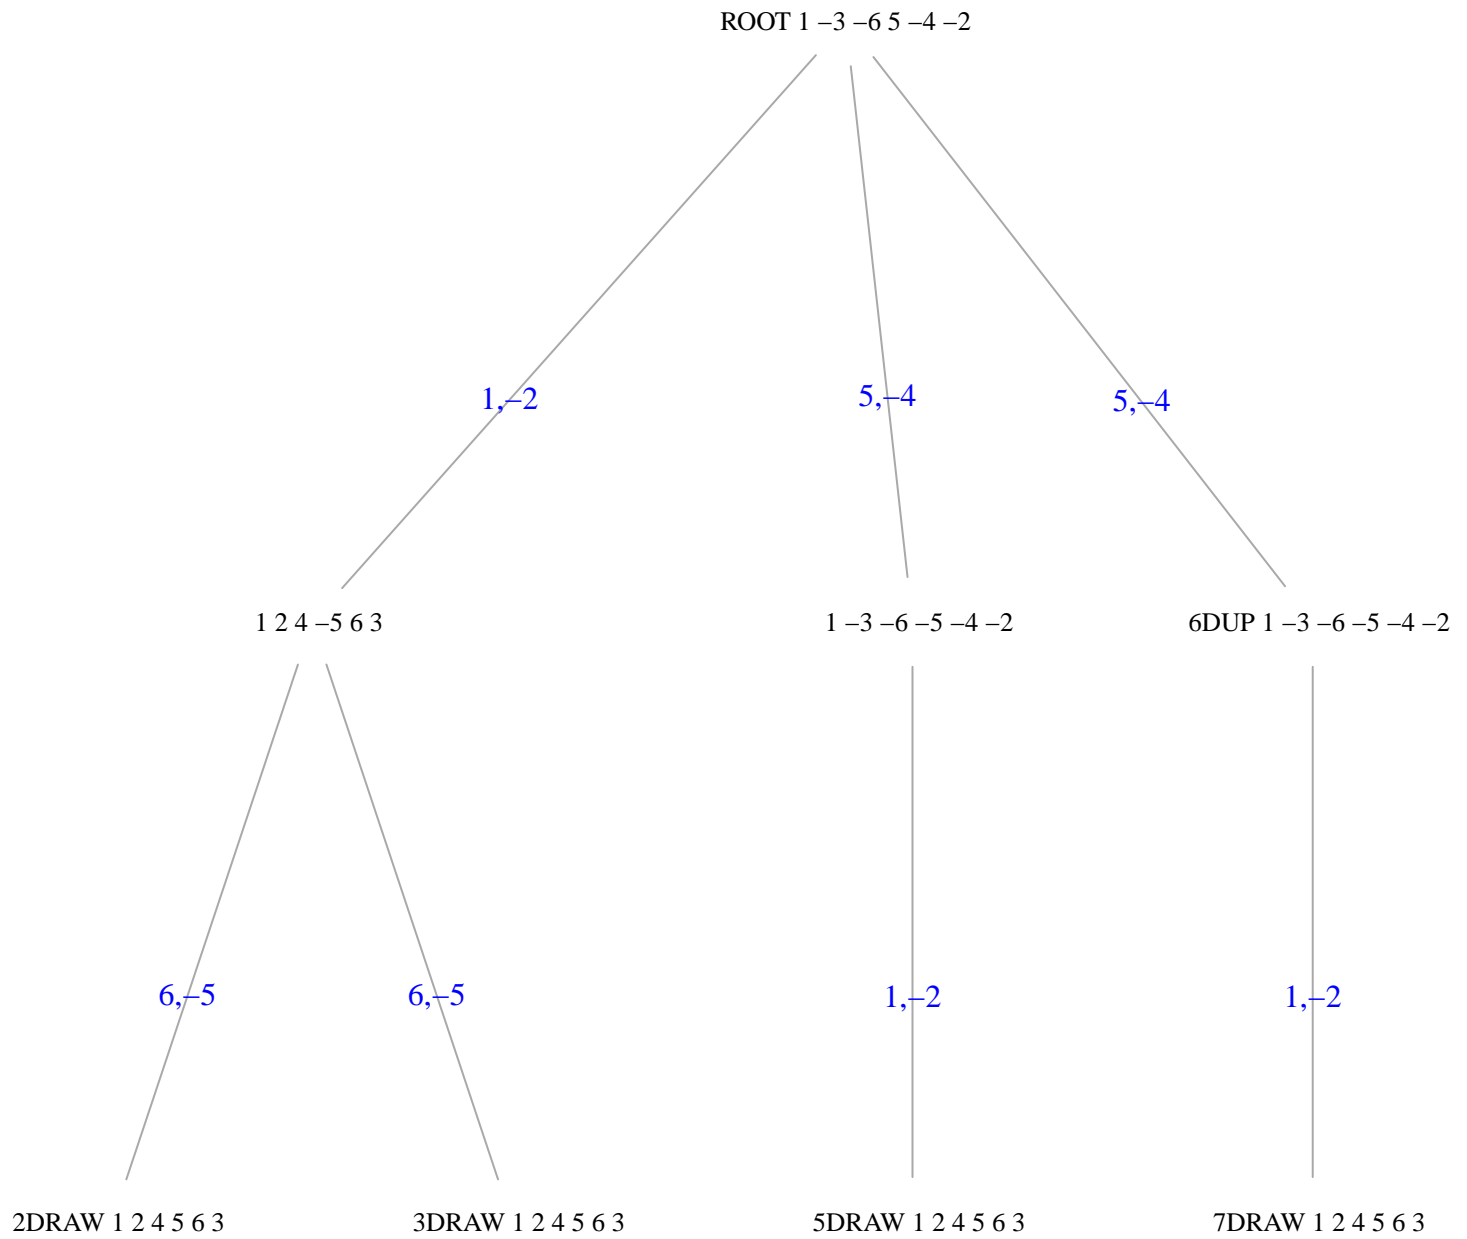 ROOT 1 –3 –6 5 –4 –2
1,–2
5,–4
5,–4
1 2 4 –5 6 3
1 –3 –6 –5 –4 –2
6DUP 1 –3 –6 –5 –4 –2
6,–5
6,–5
1,–2
1,–2
2DRAW 1 2 4 5 6 3
3DRAW 1 2 4 5 6 3
5DRAW 1 2 4 5 6 3
7DRAW 1 2 4 5 6 3